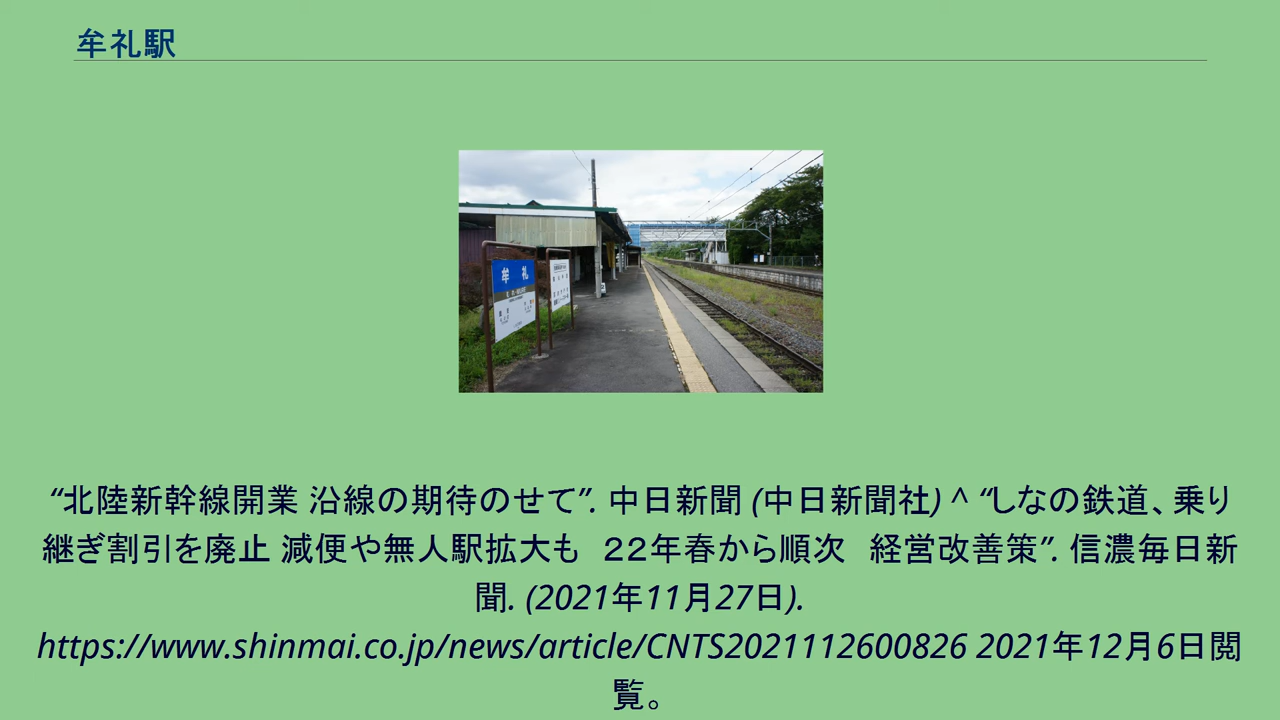 牟礼駅
牟 礼
“北陸新幹線開業 沿線の期待のせて”. 中日新聞 (中日新聞社) ^ “しなの鉄道、乗り
継ぎ割引を廃止 減便や無人駅拡大も　２２年春から順次　経営改善策”. 信濃毎日新
聞. (2021年11月27日).
https://www.shinmai.co.jp/news/article/CNTS2021112600826 2021年12月6日閲
覧。